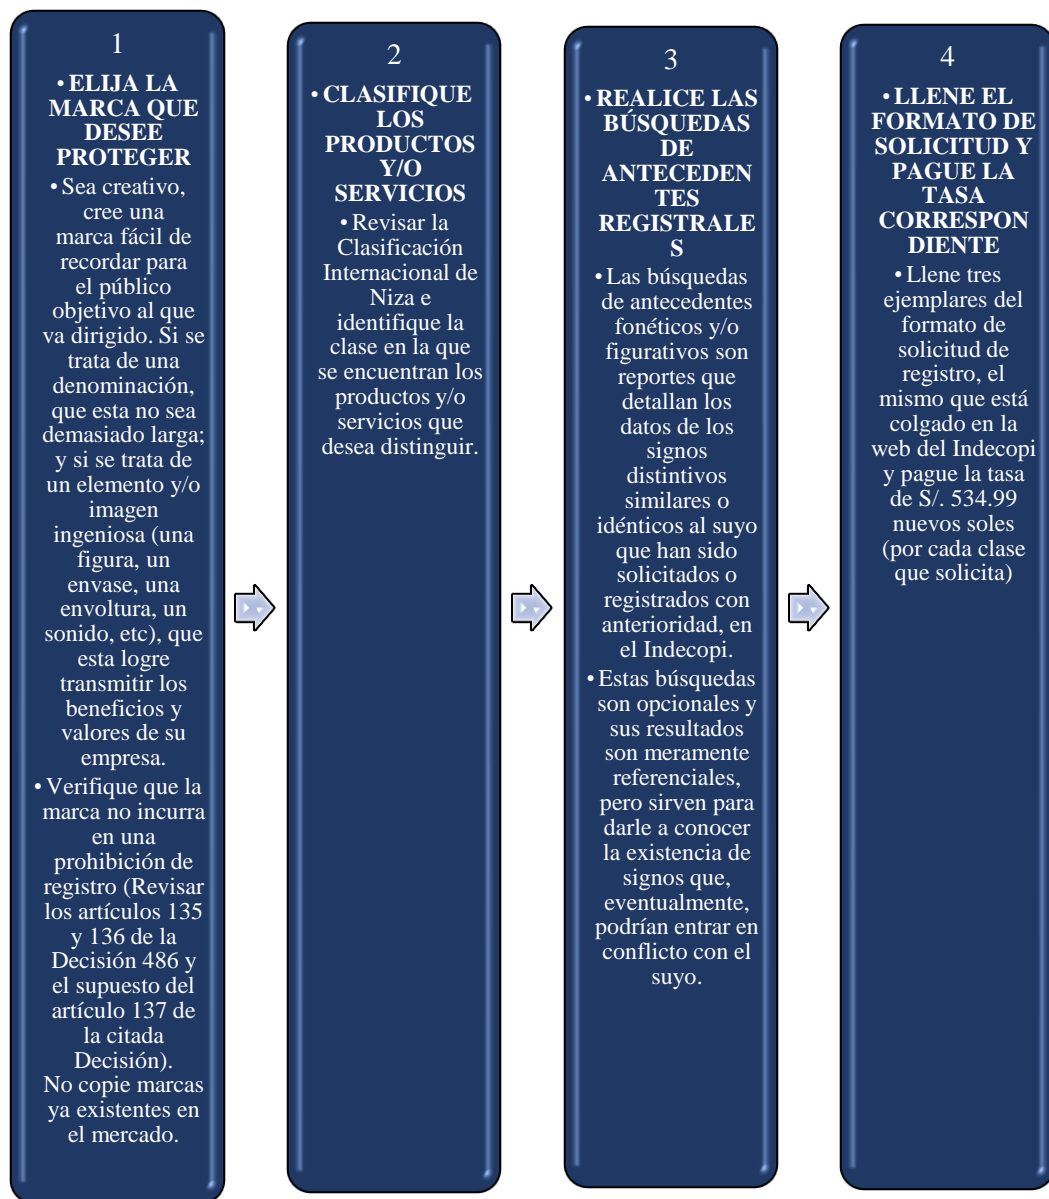 1
• ELIJA LA
MARCA QUE
DESEE
PROTEGER
• Sea creativo,
cree una
marca fácil de
recordar para
el público
objetivo al que
va dirigido. Si se
trata de una
denominación,
que esta no sea
demasiado larga;
y si se trata de
un elemento y/o
imagen
ingeniosa (una
figura, un
envase, una
envoltura, un
sonido, etc), que
esta logre
transmitir los
beneficios y
valores de su
empresa.
• Verifique que la
marca no incurra
en una
prohibición de
registro (Revisar
los artículos 135
y 136 de la
Decisión 486 y
el supuesto del
artículo 137 de
la citada
Decisión).
No copie marcas
ya existentes en
el mercado.
2
• CLASIFIQUE
LOS
PRODUCTOS
Y/O
SERVICIOS
• Revisar la
Clasificación
Internacional de
Niza e
identifique la
clase en la que
se encuentran los
productos y/o
servicios que
desea distinguir.
3
• REALICE LAS
BÚSQUEDAS
DE
ANTECEDEN
TES
REGISTRALE
S
• Las búsquedas
de antecedentes
fonéticos y/o
figurativos son
reportes que
detallan los
datos de los
signos
distintivos
similares o
idénticos al suyo
que han sido
solicitados o
registrados con
anterioridad, en
el Indecopi.
• Estas búsquedas
son opcionales y
sus resultados
son meramente
referenciales,
pero sirven para
darle a conocer
la existencia de
signos que,
eventualmente,
podrían entrar en
conflicto con el
suyo.
4
• LLENE EL
FORMATO DE
SOLICITUD Y
PAGUE LA
TASA
CORRESPON
DIENTE
• Llene tres
ejemplares del
formato de
solicitud de
registro, el
mismo que está
colgado en la
web del Indecopi
y pague la tasa
de S/. 534.99
nuevos soles
(por cada clase
que solicita)